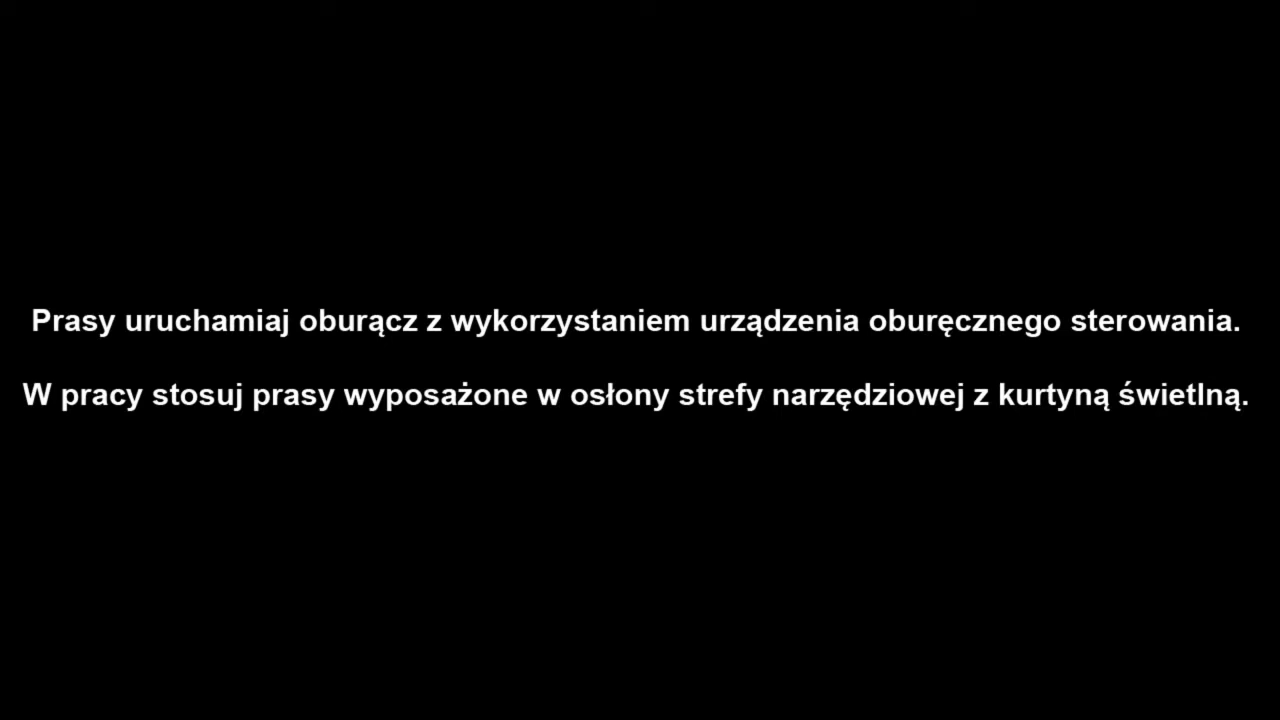 Prasy uruchamiaj oburącz z wykorzystaniem urządzenia oburęcznego sterowania.
W pracy stosuj prasy wyposażone w osłony strefy narzędziowej z kurtyną świetlną.